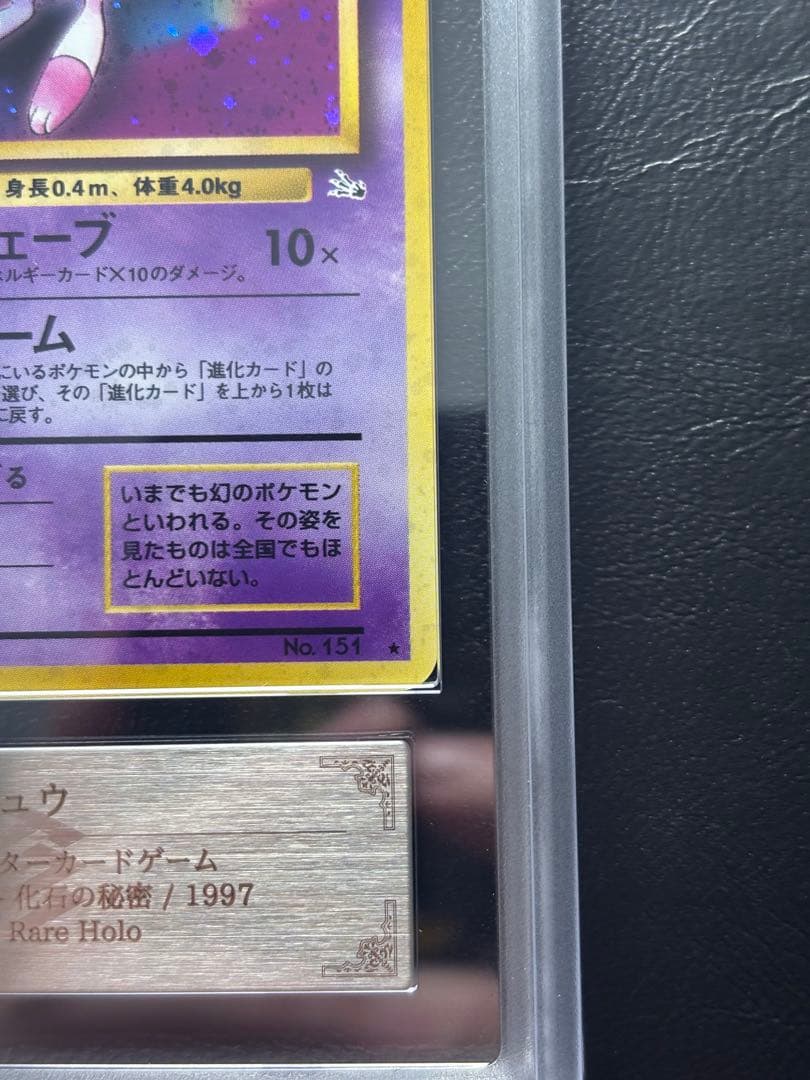 身長0.4m、体重4.0kg
ェーブ 10×
ネルギーカード×10のダメージ。
ーム
にいるポケモンの中から「進化カード」の
選び、その「進化カード」を上から1枚は
に戻す。
る
いまでも幻のポケモン
といわれる。その姿を
見たものは全国でもほ
とんどいない。
No. 151 ★
ュウ
ターカードゲーム
化石の秘密 / 1997
Rare Holo